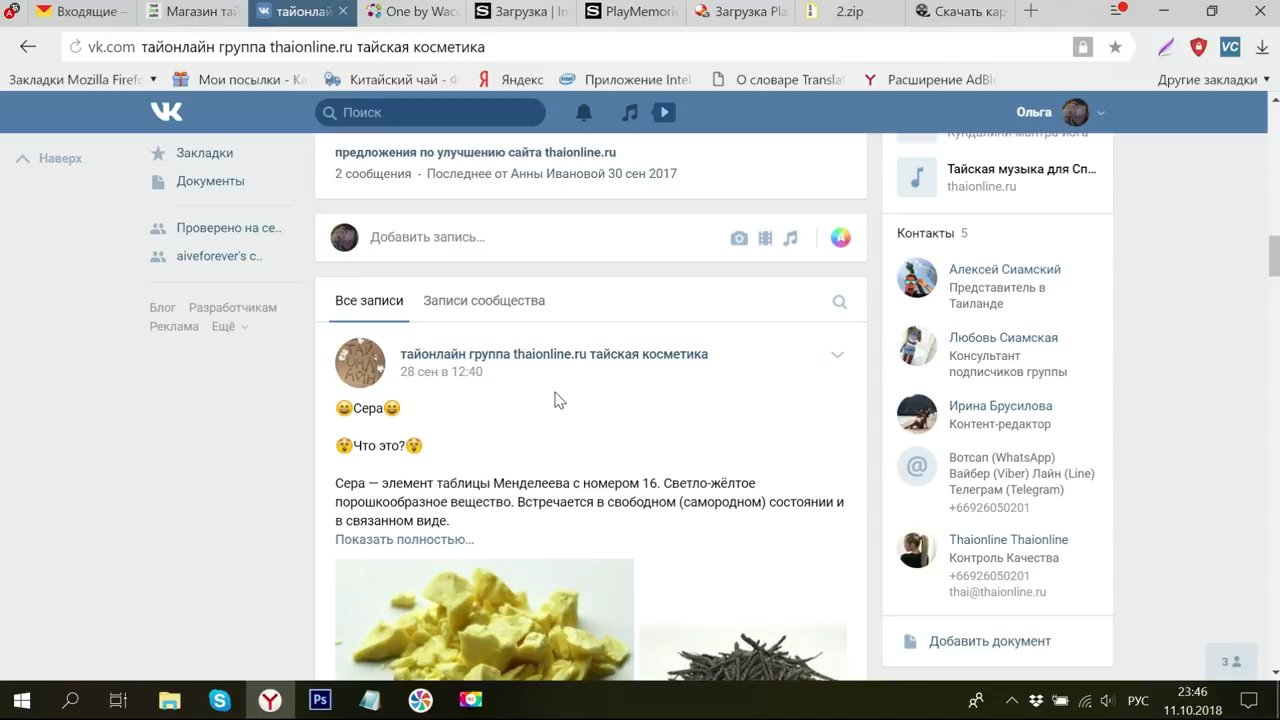 Входящие —
Магазин тай
тайонлай
One by Wacc
Загрузка | In
PlayMemorie
Загрузка Pla
2.zip
Скачать кар
vk.com тайонлайн группа thaionline.ru тайская косметика
Закладки Mozilla Firef
Мои посылки - Ка
Китайский чай - Ф
Яндекс
Приложение Intel
О словаре Translat
Расширение AdBl
Другие закладки
Поиск
Ольга
Наверх
Закладки
Документы
Проверено на се..
aiveforever's с..
Блог Разработчикам
Реклама Ещё
предложения по улучшению сайта thaionline.ru
2 сообщения · Последнее от Анны Ивановой 30 сен 2017
Добавить запись...
Все записи Записи сообщества
тайонлайн группа thaionline.ru тайская косметика
28 сен в 12:40
😄Сера😄
😲Что это?😲
Сера — элемент таблицы Менделеева с номером 16. Светло-жёлтое
порошкообразное вещество. Встречается в свободном (самородном) состоянии и
в связанном виде.
Показать полностью…
Кундалини мантра йога
Тайская музыка для Сп...
thaionline.ru
Контакты 5
Алексей Сиамский
Представитель в
Таиланде
Любовь Сиамская
Консультант
подписчиков группы
Ирина Брусилова
Контент-редактор
Вотсап (WhatsApp)
Вайбер (Viber) Лайн (Line)
Телеграм (Telegram)
+66926050201
Thaionline Thaionline
Контроль Качества
+66926050201
thai@thaionline.ru
Добавить документ
3
РУС
23:46
11.10.2018